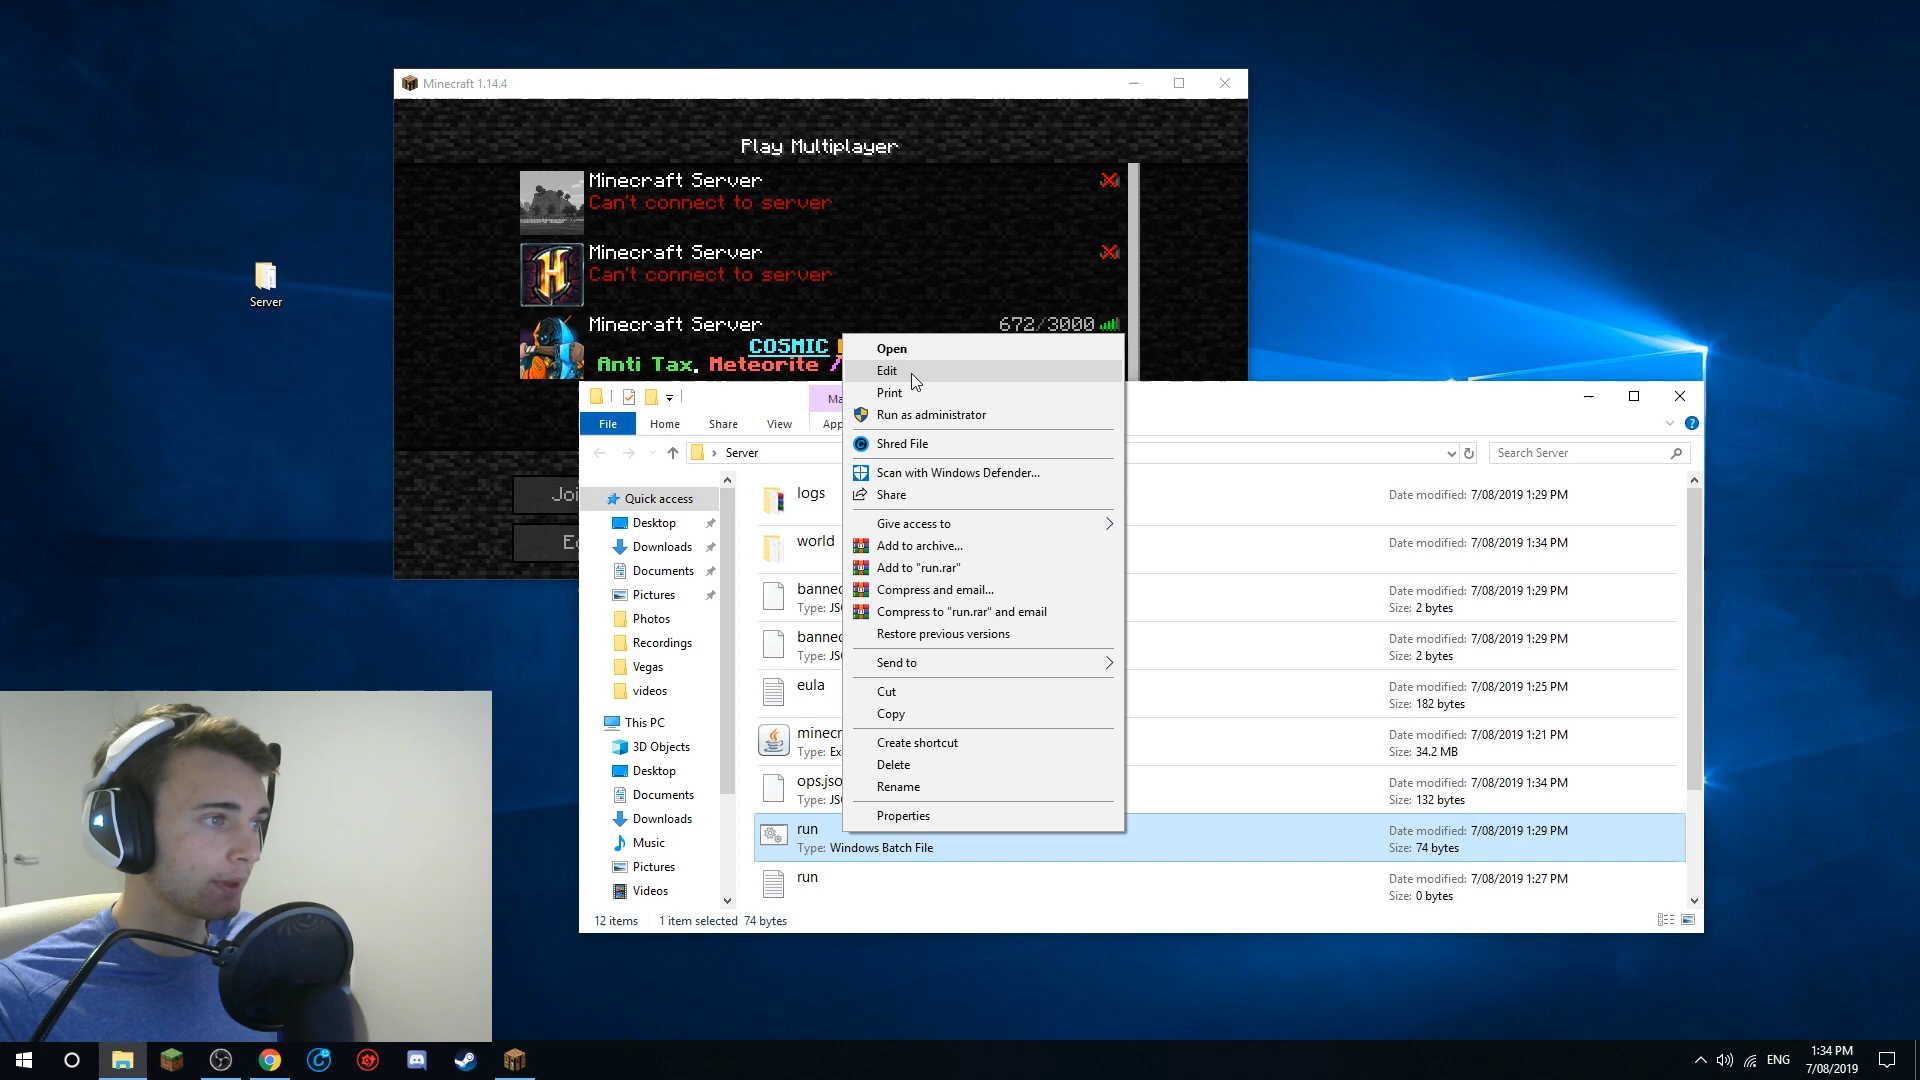 Minecraft 1.14.4
Play Multiplayer
Minecraft Server
Can't connect to server
Minecraft Server
Can't connect to server
Minecraft Server
672/3000
COSMIC
Anti Tax, Meteorite
Server
File
Home
Share
View
Server
Search Server
Quick access
Desktop
Downloads
Documents
Pictures
Photos
Recordings
Vegas
videos
This PC
3D Objects
Desktop
Documents
Downloads
Music
Pictures
Videos
logs
Date modified: 7/08/2019 1:29 PM
world
Date modified: 7/08/2019 1:34 PM
Date modified: 7/08/2019 1:29 PM
Type:
Size: 2 bytes
Date modified: 7/08/2019 1:29 PM
Type:
Size: 2 bytes
eula
Date modified: 7/08/2019 1:25 PM
Size: 182 bytes
Date modified: 7/08/2019 1:21 PM
Type:
Size: 34.2 MB
Date modified: 7/08/2019 1:34 PM
Type:
Size: 132 bytes
run
Date modified: 7/08/2019 1:29 PM
Type: Windows Batch File
Size: 74 bytes
run
Date modified: 7/08/2019 1:27 PM
Size: 0 bytes
12 items
1 item selected 74 bytes
Open
Edit
Print
Run as administrator
Shred File
Scan with Windows Defender...
Share
Give access to
Add to archive...
Add to "run.rar"
Compress and email...
Compress to "run.rar" and email
Restore previous versions
Send to
Cut
Copy
Create shortcut
Delete
Rename
Properties
ENG
1:34 PM
7/08/2019